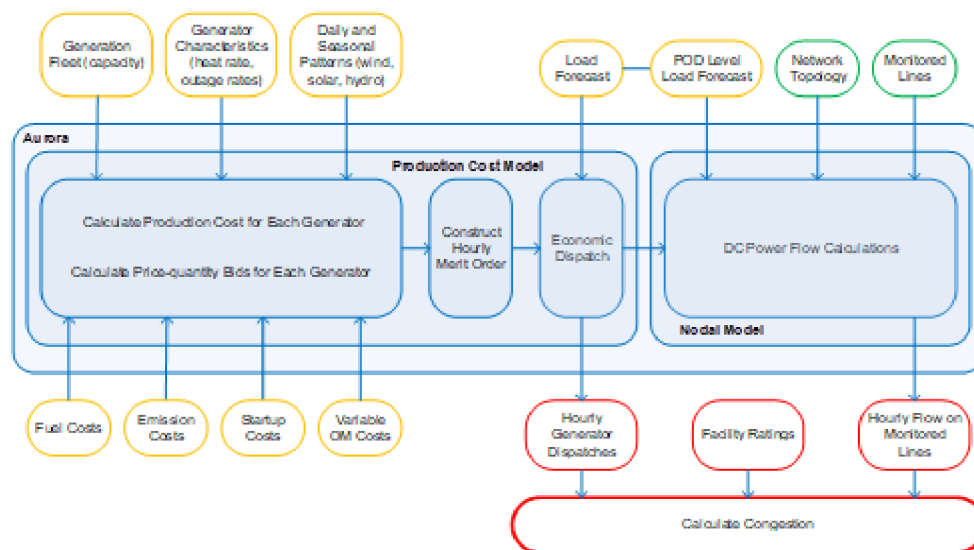 Generation
Fleet (capacity)
Generator
Characteristics
(heat rate,
outage rates)
Daily and
Seasonal
Patterns (wind,
solar, hydro)
Load
Forecast
POD Level
Load Forecast
Network
Topology
Monitored
Lines
Aurora
Production Cost Model
Calculate Production Cost for Each Generator
Calculate Price-quantity Bids for Each Generator
Construct
Hourly
Merit Order
Economic
Dispatch
DC Power Flow Calculations
Nodal Model
Fuel Costs
Emission
Costs
Startup
Costs
Variable
OM Costs
Hourly
Generator
Dispatches
Facility Ratings
Hourly Flow on
Monitored
Lines
Calculate Congestion